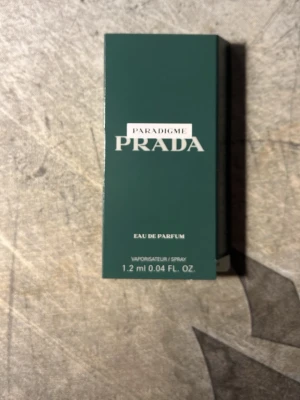 PARADIGME
PRADA
EAU DE PARFUM
VAPORISATEUR / SPRAY
1.2 ml 0.04 FL. OZ.